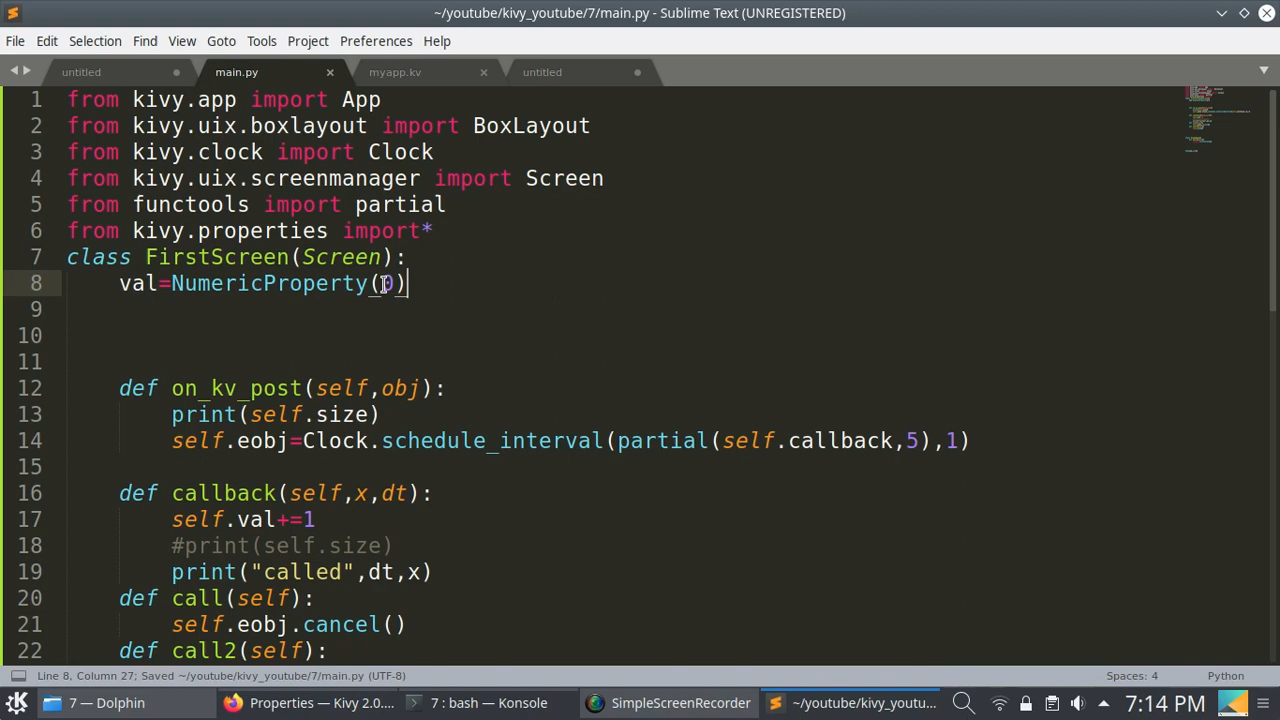 ~/youtube/kivy_youtube/7/main.py - Sublime Text (UNREGISTERED)
File Edit Selection Find View Goto Tools Project Preferences Help
untitled main.py myapp.kv untitled
1 from kivy.app import App
2 from kivy.uix.boxlayout import BoxLayout
3 from kivy.clock import Clock
4 from kivy.uix.screenmanager import Screen
5 from functools import partial
6 from kivy.properties import*
7 class FirstScreen(Screen):
8 val=NumericProperty(0)
9
10
11
12 def on_kv_post(self,obj):
13 print(self.size)
14 self.eobj=Clock.schedule_interval(partial(self.callback,5),1)
15
16 def callback(self,x,dt):
17 self.val+=1
18 #print(self.size)
19 print("called",dt,x)
20 def call(self):
21 self.eobj.cancel()
22 def call2(self):
Line 8, Column 27; Saved ~/youtube/kivy_youtube/7/main.py (UTF-8) Spaces: 4 Python
7 — Dolphin Properties — Kivy 2.0.... 7 : bash — Konsole SimpleScreenRecorder ~/youtube/kivy_youtu... 7:14 PM